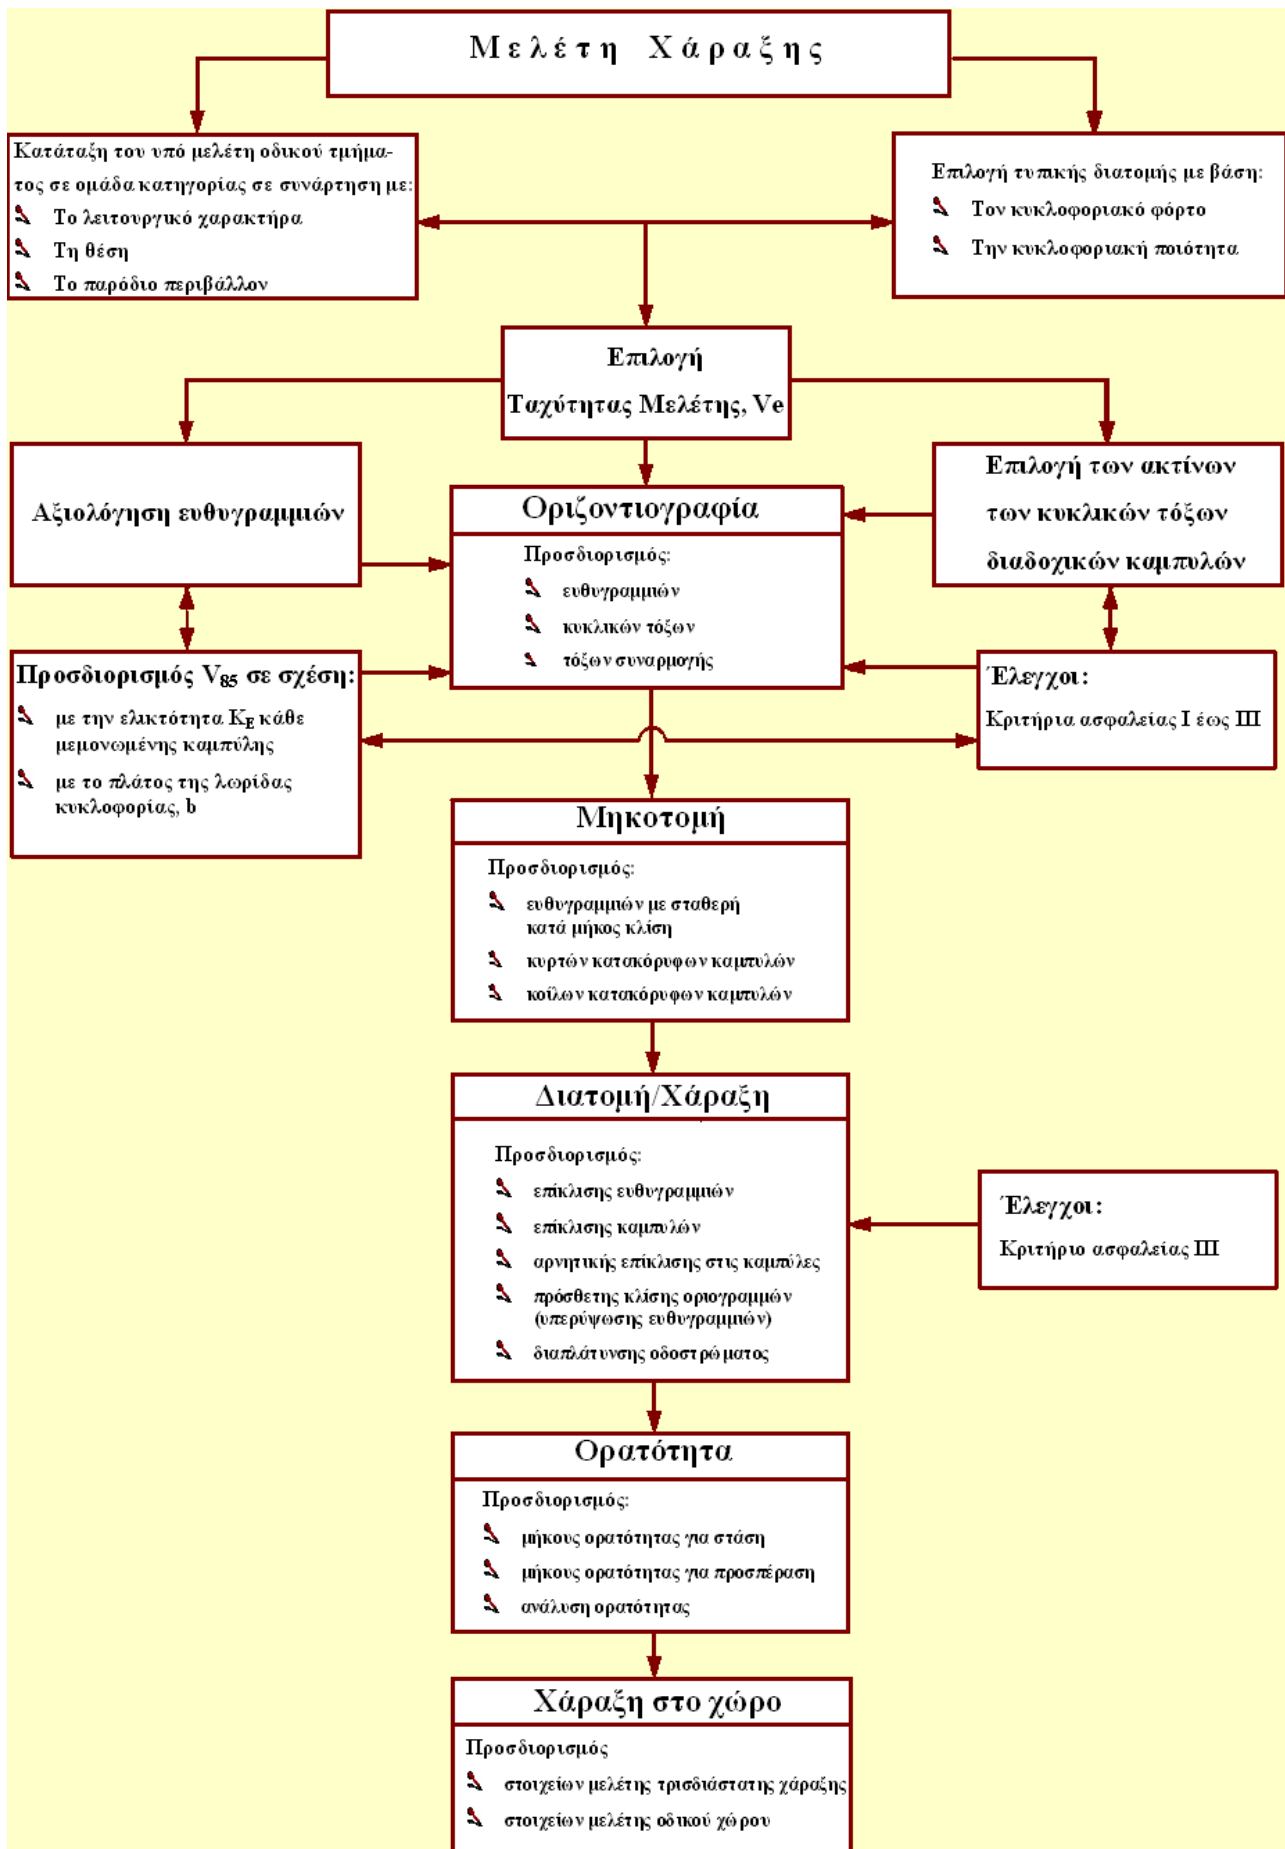 Μελέτη Χάραξης
Κατάταξη του υπό μελέτη οδικού τμήμα-
τος σε ομάδα κατηγορίας σε συνάρτηση με:
Το λειτουργικό χαρακτήρα
Τη θέση
Το παρόδιο περιβάλλον
Επιλογή τυπικής διατομής με βάση:
Τον κυκλοφοριακό φόρτο
Την κυκλοφοριακή ποιότητα
Επιλογή
Ταχύτητας Μελέτης, Ve
Αξιολόγηση ευθυγραμμιών
Επιλογή των ακτίνων
των κυκλικών τόξων
διαδοχικών καμπυλών
Οριζοντιογραφία
Προσδιορισμός:
ευθυγραμμιών
κυκλικών τόξων
τόξων συναρμογής
Προσδιορισμός V85 σε σχέση:
με την ελικτότητα KE κάθε
μεμονωμένης καμπύλης
με το πλάτος της λωρίδας
κυκλοφορίας, b
Έλεγχοι:
Κριτήρια ασφαλείας I έως III
Μηκοτομή
Προσδιορισμός:
ευθυγραμμιών με σταθερή
κατά μήκος κλίση
κυρτών κατακόρυφων καμπυλών
κοίλων κατακόρυφων καμπυλών
Διατομή/Χάραξη
Προσδιορισμός:
επίκλισης ευθυγραμμιών
επίκλισης καμπυλών
αρνητικής επίκλισης στις καμπύλες
πρόσθετης κλίσης οριογραμμών
(υπερύψωσης ευθυγραμμιών)
διαπλάτυνσης οδοστρώματος
Έλεγχοι:
Κριτήριο ασφαλείας III
Ορατότητα
Προσδιορισμός:
μήκους ορατότητας για στάση
μήκους ορατότητας για προσπέραση
ανάλυση ορατότητας
Χάραξη στο χώρο
Προσδιορισμός
στοιχείων μελέτης τρισδιάστατης χάραξης
στοιχείων μελέτης οδικού χώρου